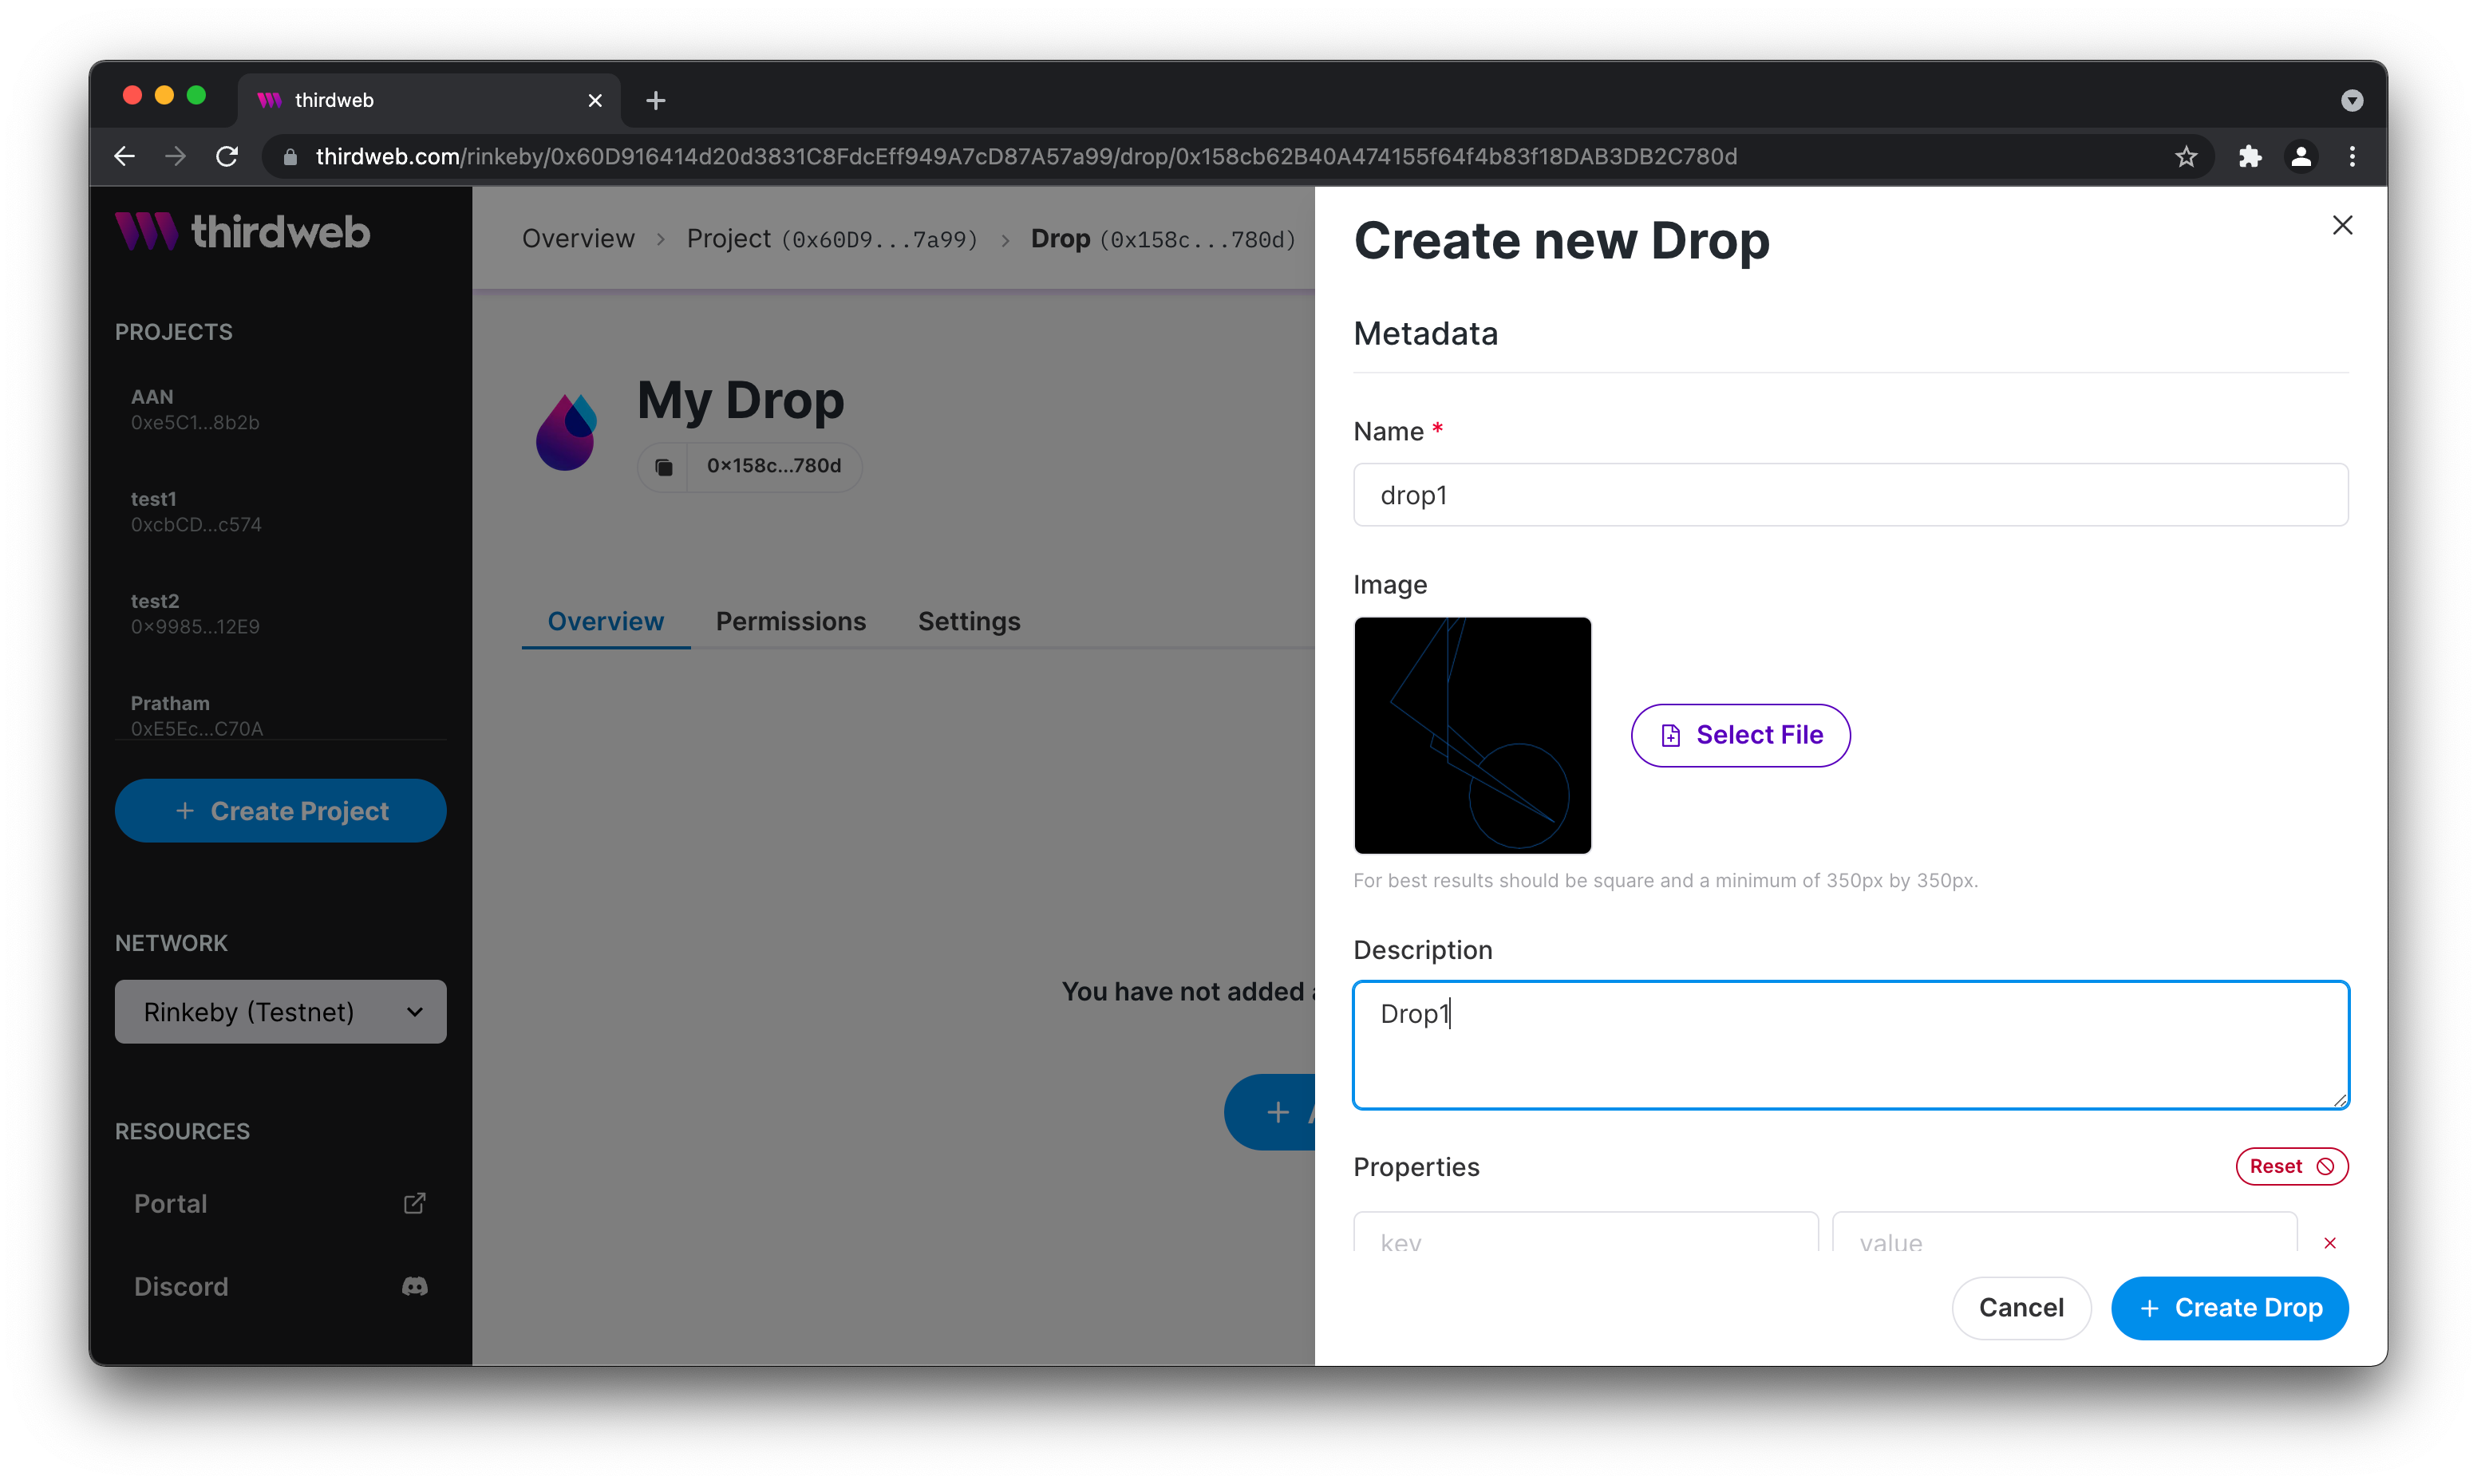 thirdweb
thirdweb.com/rinkeby/0x60D916414d20d3831C8FdcEff949A7cD87A57a99/drop/0x158cb62B40A474155f64f4b83f18DAB3DB2C780d
thirdweb
PROJECTS
AAN
0xe5C1...8b2b
test1
0xcbCD...c574
test2
0x9985...12E9
Pratham
0xE5Ec...C70A
+ Create Project
NETWORK
Rinkeby (Testnet)
RESOURCES
Portal
Discord
Overview > Project (0x60D9...7a99) > Drop (0x158c...780d)
My Drop
0x158c...780d
Overview Permissions Settings
You have not added
+
Create new Drop
Metadata
Name *
drop1
Image
Select File
For best results should be square and a minimum of 350px by 350px.
Description
Drop1
Properties
Reset
key value
Cancel
+ Create Drop